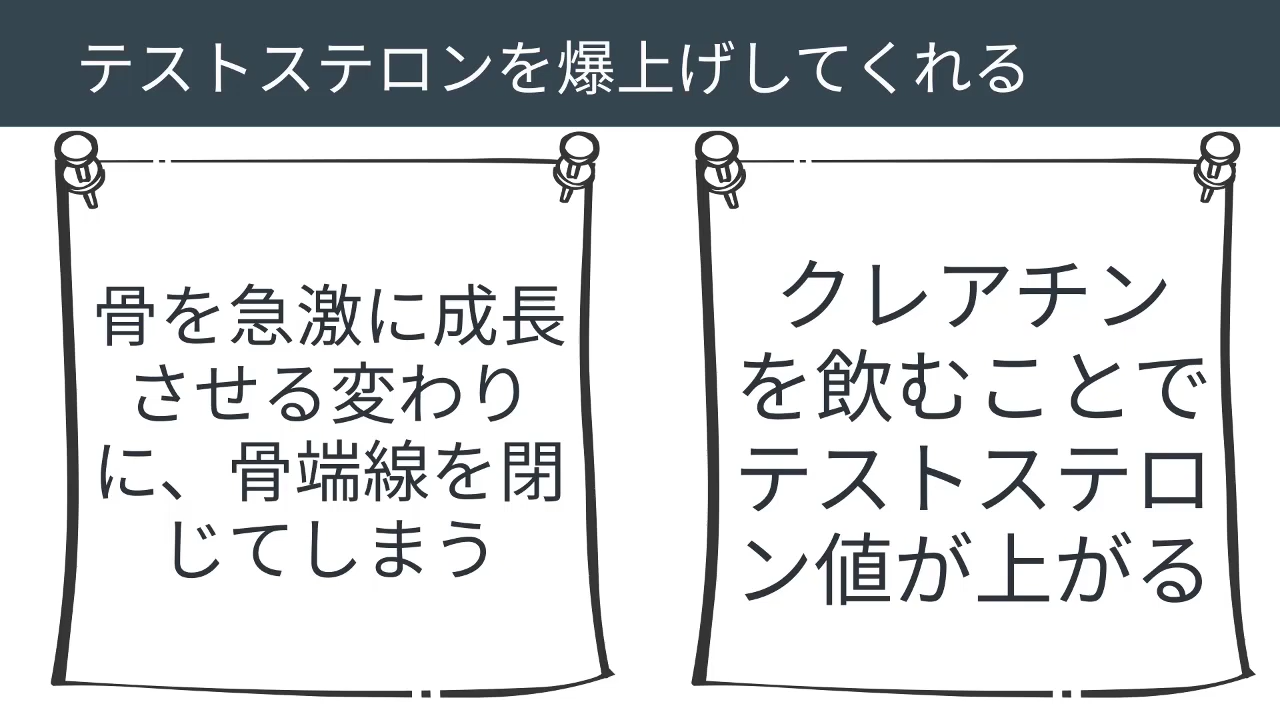 テストステロンを爆上げしてくれる
骨を急激に成長
させる変わり
に、骨端線を閉
じてしまう
クレアチン
を飲むことで
テストステロ
ン値が上がる